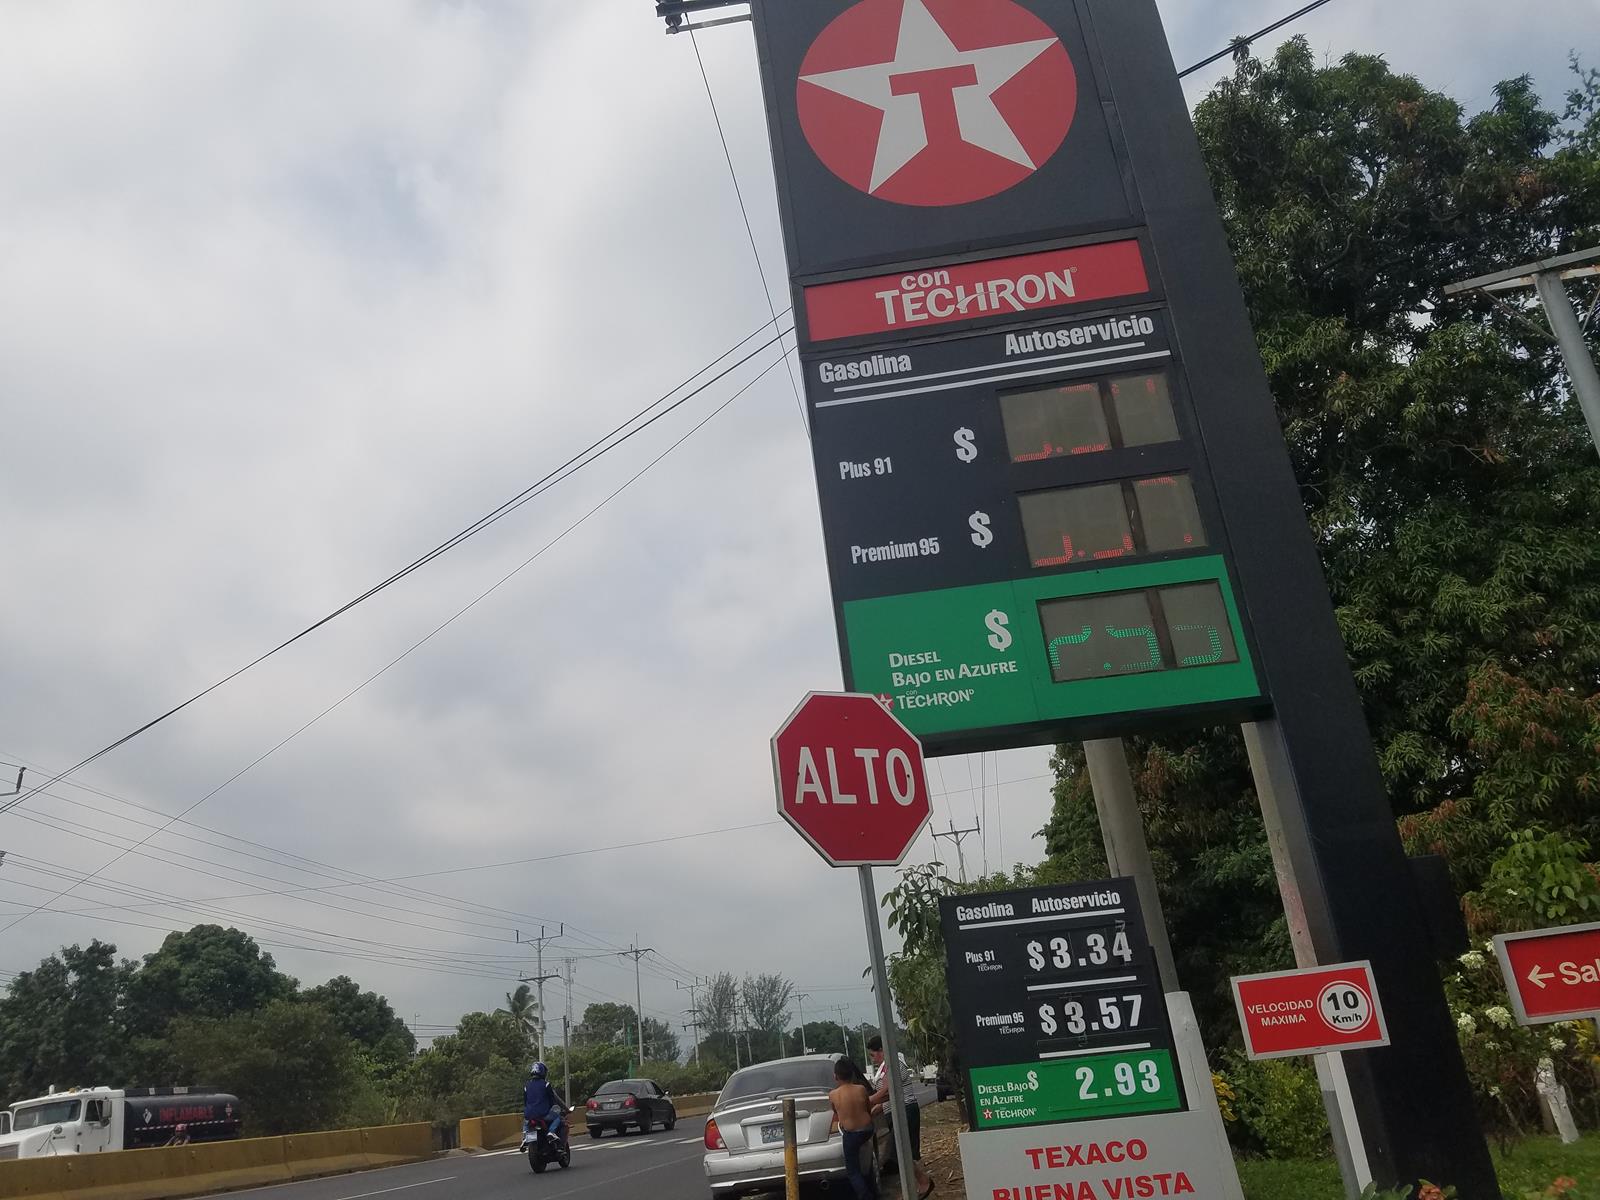 T
con
TECHRON®
Gasolina Autoservicio
Plus 91 $
Premium 95 $
DIESEL $
BAJO EN AZUFRE
con
TECHRON
ALTO
Gasolina Autoservicio
Plus 91 $3.34
TECHRON
Premium 95 $3.57
TECHRON
DIESEL BAJO $ 2.93
EN AZUFRE
TECHRON
TEXACO
BUENA VISTA
VELOCIDAD
MAXIMA
10
Km/h
← Sal
INFLAMABLE